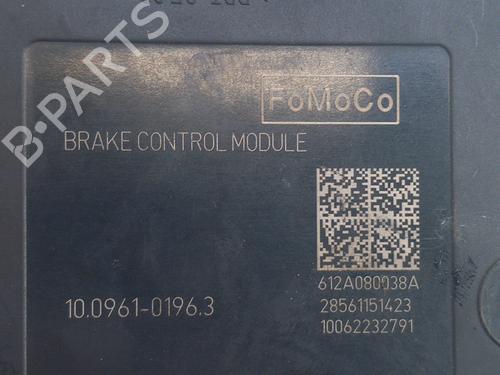 FoMoCo
BRAKE CONTROL MODULE
612A080038A
10.0961-0196.3
28561151423
10062232791
B-PARTS